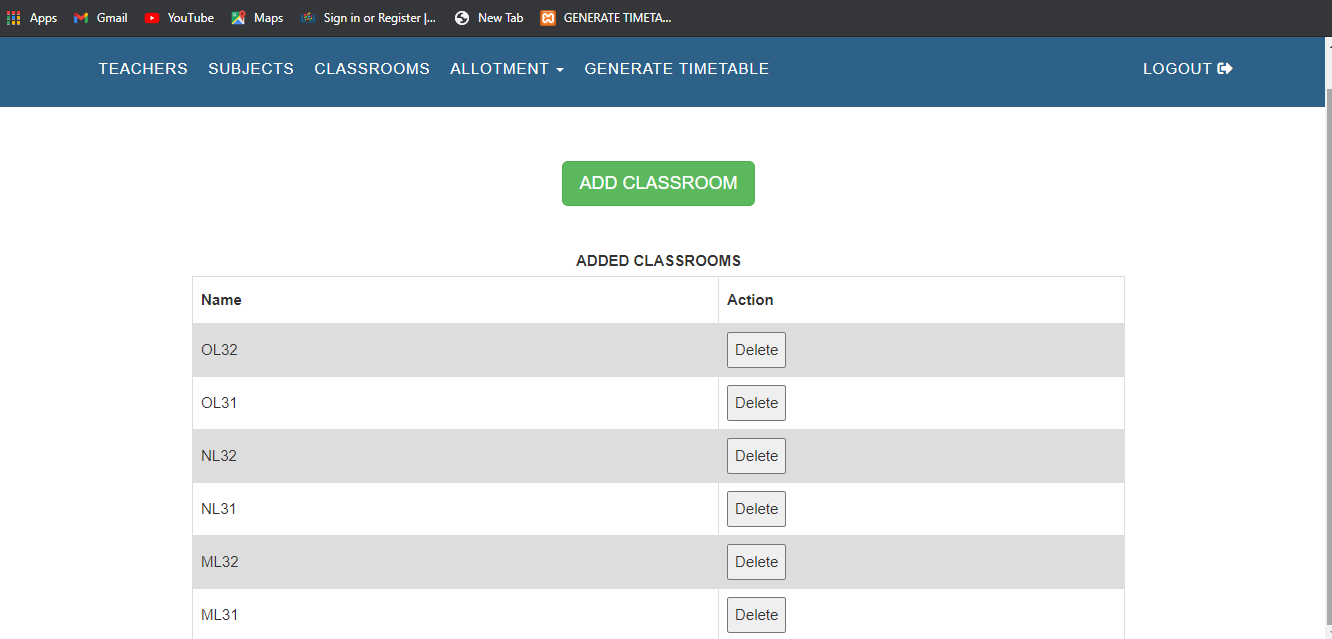 Apps Gmail YouTube Maps Sign in or Register |... New Tab GENERATE TIMETA...
TEACHERS SUBJECTS CLASSROOMS ALLOTMENT GENERATE TIMETABLE LOGOUT
ADD CLASSROOM
ADDED CLASSROOMS
Name Action
OL32 Delete
OL31 Delete
NL32 Delete
NL31 Delete
ML32 Delete
ML31 Delete